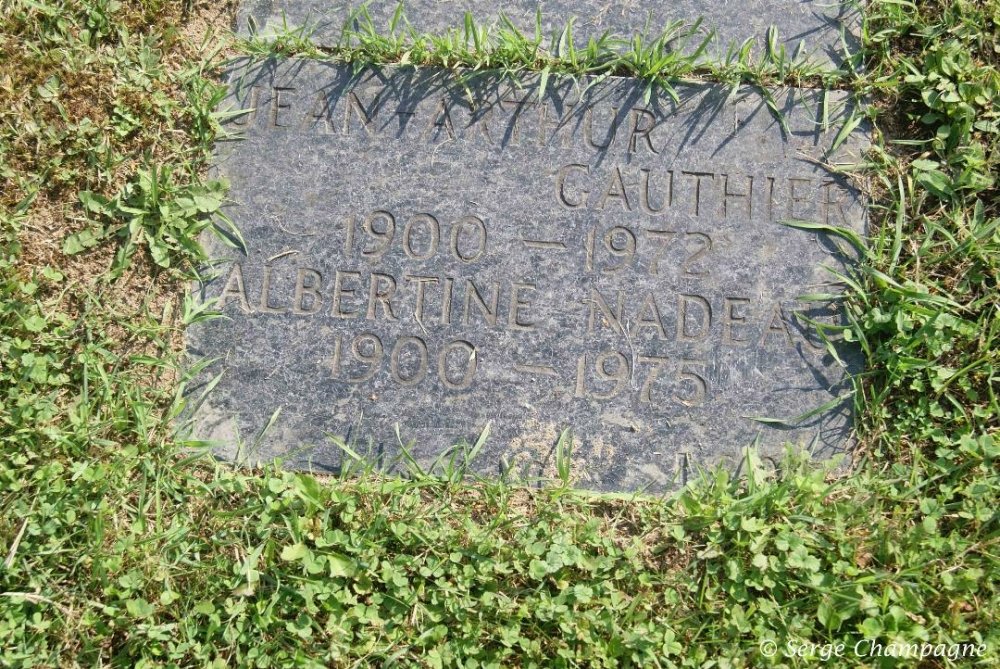 JEAN-ARTHUR
GAUTHIER
1900 — 1972
ALBERTINE NADEAU
1900 — 1975
© Serge Champagne